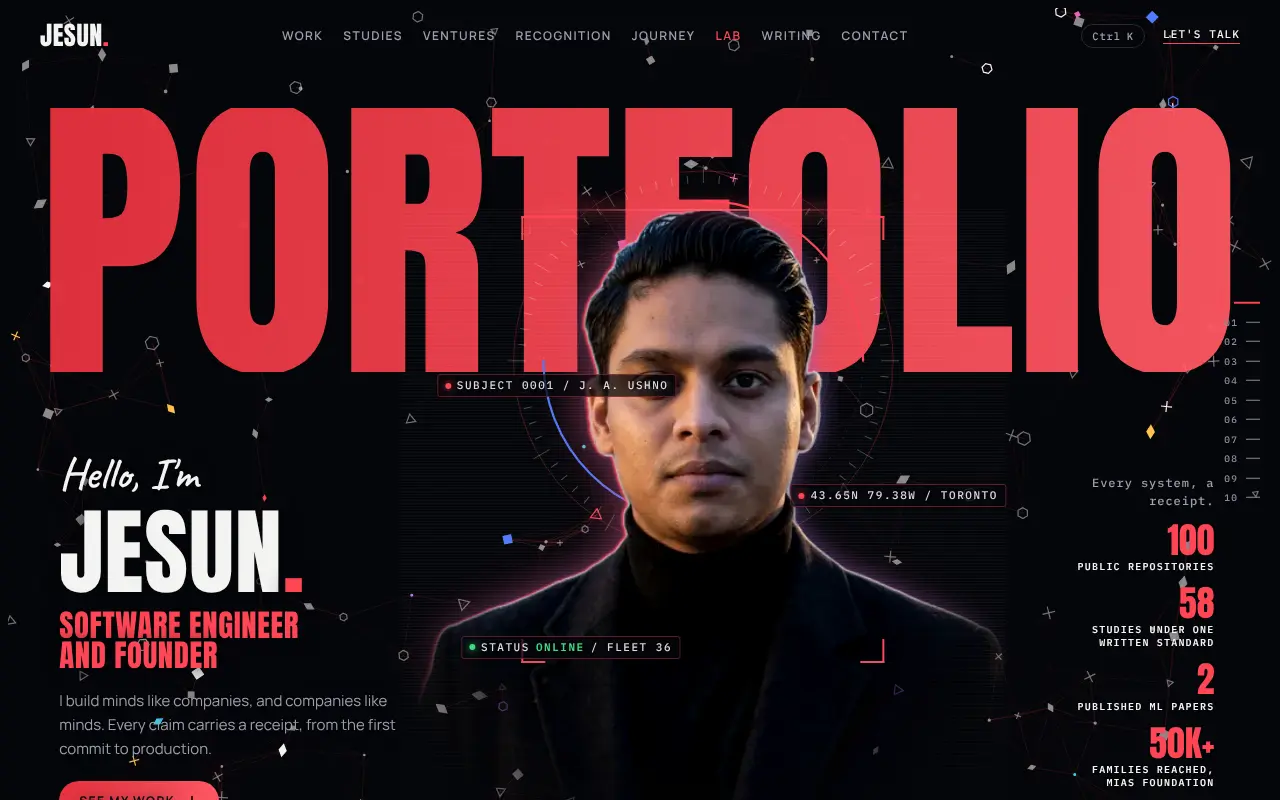 JESUN.
WORK STUDIES VENTURES RECOGNITION JOURNEY LAB WRITING CONTACT
Ctrl K
LET'S TALK
PORTFOLIO
SUBJECT 0001 / J. A. USHNO
43.65N 79.38W / TORONTO
STATUS ONLINE / FLEET 36
Hello, I'm
JESUN.
SOFTWARE ENGINEER
AND FOUNDER
I build minds like companies, and companies like
minds. Every claim carries a receipt, from the first
commit to production.
SEE MY WORK
01
02
03
04
05
06
07
08
09
10
Every system, a
receipt.
100
PUBLIC REPOSITORIES
58
STUDIES UNDER ONE
WRITTEN STANDARD
2
PUBLISHED ML PAPERS
50K+
FAMILIES REACHED,
MIAS FOUNDATION